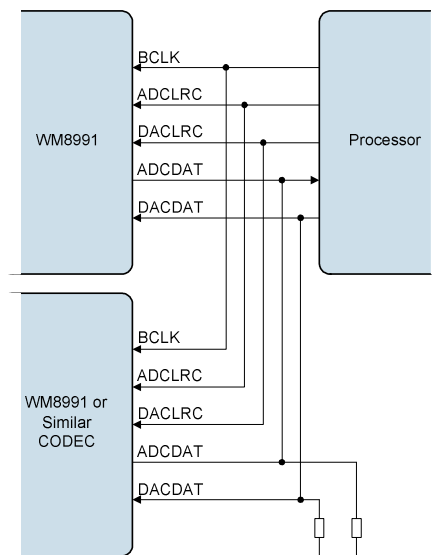 BCLK
ADCLRC
DACLRC
ADCDAT
DACDAT
WM8991
Processor
BCLK
ADCLRC
DACLRC
ADCDAT
DACDAT
WM8991 or
Similar
CODEC